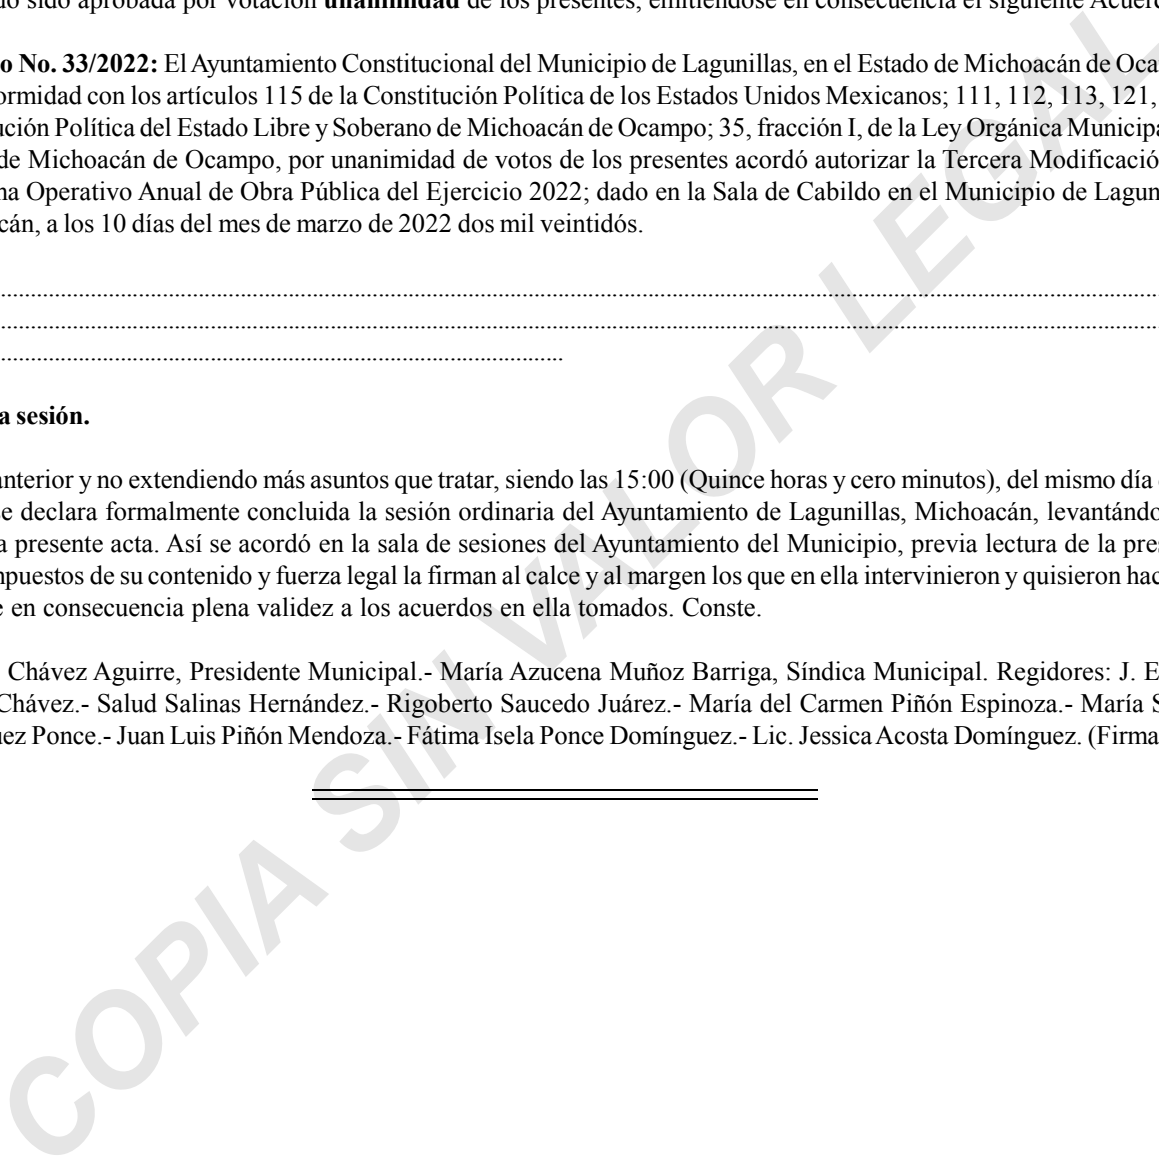 do sido aprobada por votación unanimidad de los presentes, emitiéndose en consecuencia el siguiente Acuer
o No. 33/2022: El Ayuntamiento Constitucional del Municipio de Lagunillas, en el Estado de Michoacán de Oca
ormidad con los artículos 115 de la Constitución Política de los Estados Unidos Mexicanos; 111, 112, 113, 121,
ución Política del Estado Libre y Soberano de Michoacán de Ocampo; 35, fracción I, de la Ley Orgánica Municipa
de Michoacán de Ocampo, por unanimidad de votos de los presentes acordó autorizar la Tercera Modificació
na Operativo Anual de Obra Pública del Ejercicio 2022; dado en la Sala de Cabildo en el Municipio de Lagun
cán, a los 10 días del mes de marzo de 2022 dos mil veintidós.
a sesión.
anterior y no extendiendo más asuntos que tratar, siendo las 15:00 (Quince horas y cero minutos), del mismo día
se declara formalmente concluida la sesión ordinaria del Ayuntamiento de Lagunillas, Michoacán, levantándo
a presente acta. Así se acordó en la sala de sesiones del Ayuntamiento del Municipio, previa lectura de la pres
mpuestos de su contenido y fuerza legal la firman al calce y al margen los que en ella intervinieron y quisieron hac
e en consecuencia plena validez a los acuerdos en ella tomados. Conste.
Chávez Aguirre, Presidente Municipal.- María Azucena Muñoz Barriga, Síndica Municipal. Regidores: J. E
Chávez.- Salud Salinas Hernández.- Rigoberto Saucedo Juárez.- María del Carmen Piñón Espinoza.- María S
uez Ponce.- Juan Luis Piñón Mendoza.- Fátima Isela Ponce Domínguez.- Lic. Jessica Acosta Domínguez. (Firma
COPIA SIN VALOR LEGAL